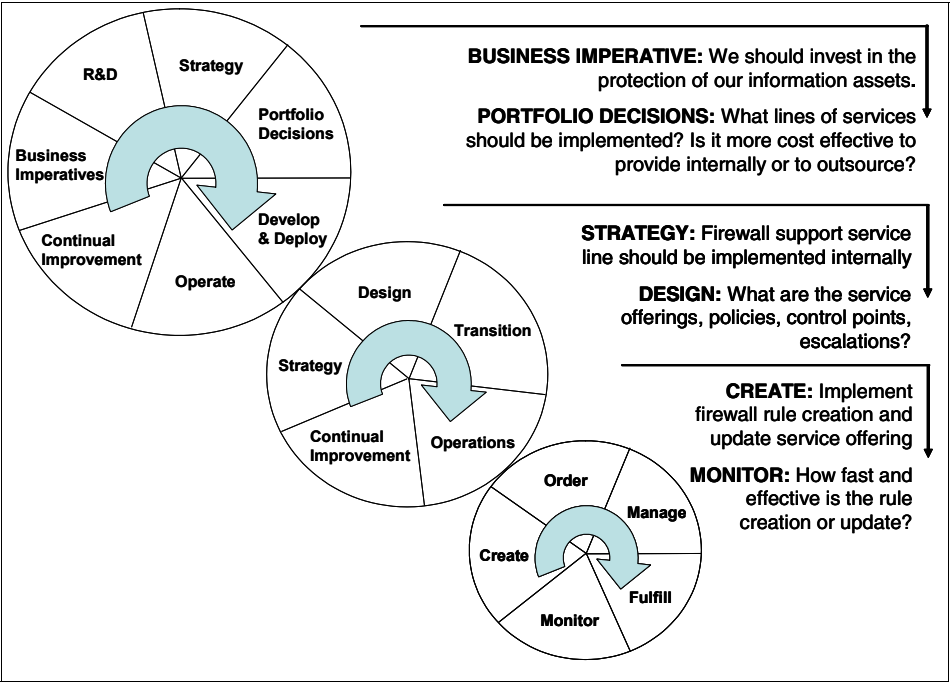 R&D
Strategy
Portfolio
Decisions
Business
Imperatives
Develop
& Deploy
Continual
Improvement
Operate
BUSINESS IMPERATIVE: We should invest in the
protection of our information assets.
PORTFOLIO DECISIONS: What lines of services
should be implemented? Is it more cost effective to
provide internally or to outsource?
Design
Transition
Strategy
Continual
Improvement
Operations
STRATEGY: Firewall support service
line should be implemented internally
DESIGN: What are the service
offerings, policies, control points,
escalations?
Order
Manage
Create
Fulfill
Monitor
CREATE: Implement
firewall rule creation and
update service offering
MONITOR: How fast and
effective is the rule
creation or update?